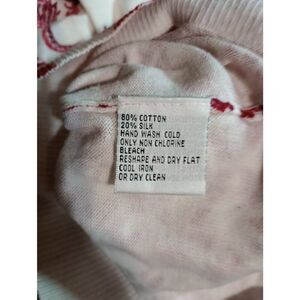 80% COTTON
20% SILK
HAND WASH COLD
ONLY NON CHLORINE
BLEACH
RESHAPE AND DRY FLAT
COOL IRON
OR DRY CLEAN